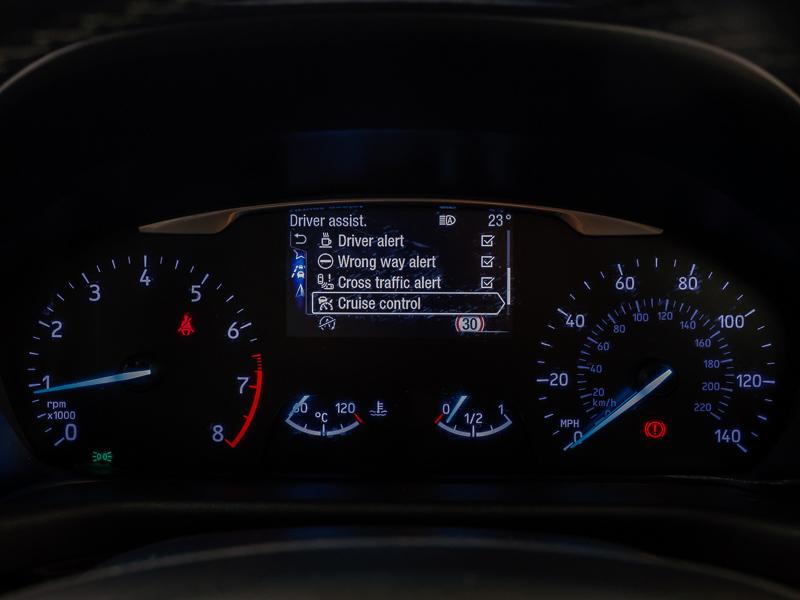 Driver assist. 23°
Driver alert
Wrong way alert
Cross traffic alert
Cruise control
30
0 1 2 3 4 5 6 7 8
rpm
x1000
60 °C 120
0 1/2 1
0 20 40 60 80 100 120 140
MPH
20 40 60 80 100 120 140 160 180 200 220
km/h